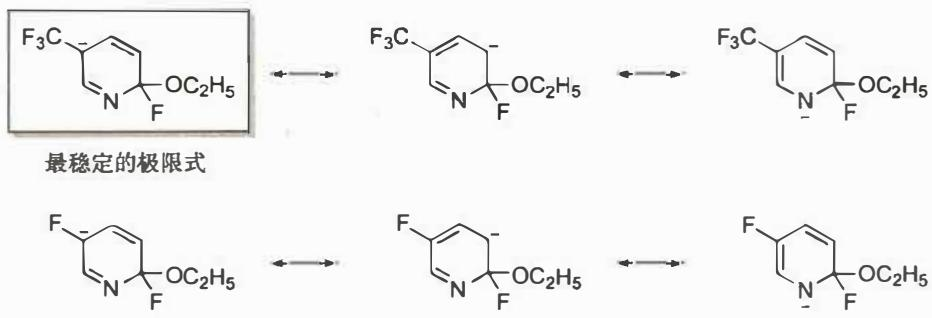 F₃C - N OC₂H₅ F
F₃C - N OC₂H₅ F
F₃C N - OC₂H₅ F
最稳定的极限式
F - N OC₂H₅ F
F - N OC₂H₅ F
F N - OC₂H₅ F